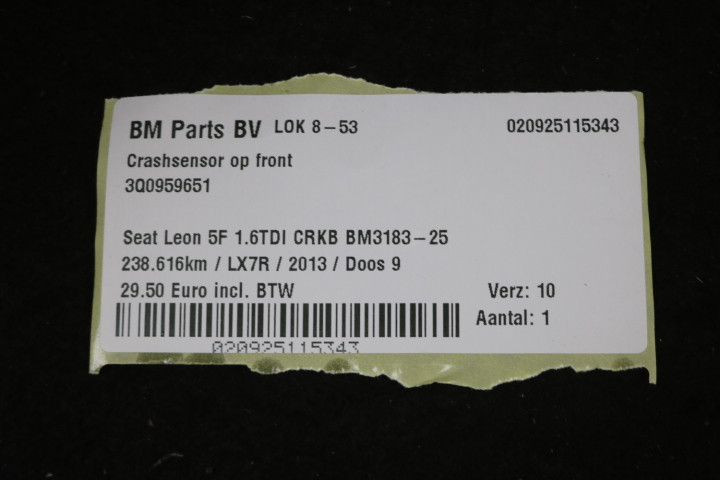 BM Parts BV LOK 8-53 020925115343
Crashsensor op front
3Q0959651
Seat Leon 5F 1.6TDI CRKB BM3183-25
238.616km / LX7R / 2013 / Doos 9
29.50 Euro incl. BTW Verz: 10
Aantal: 1
020925115343